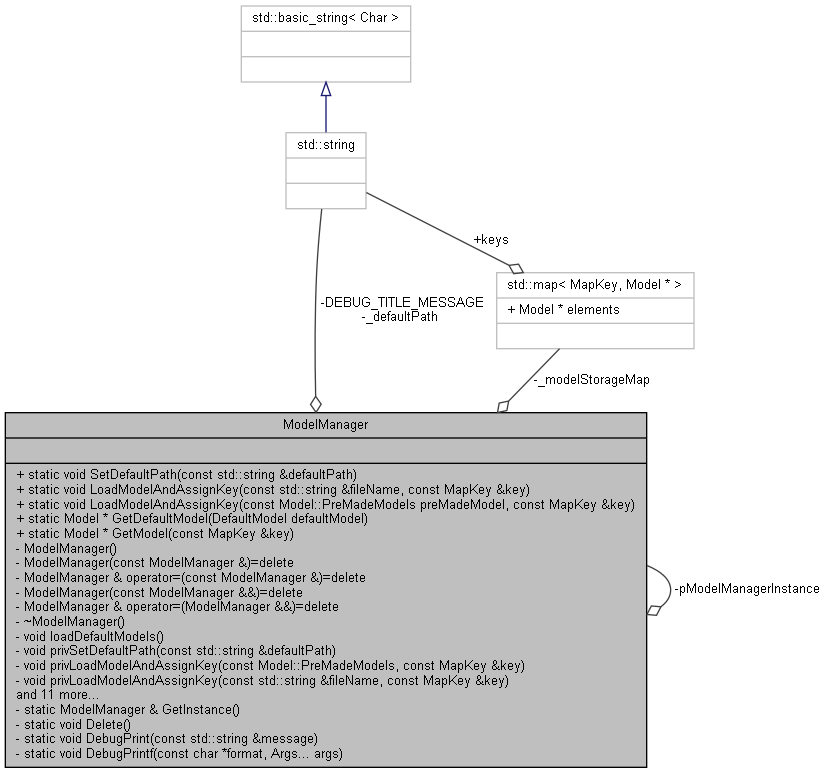 std::basic_string< Char >
std::string
+keys
std::map< MapKey, Model * >
+ Model * elements
-DEBUG_TITLE_MESSAGE
-_defaultPath
-_modelStorageMap
ModelManager
+ static void SetDefaultPath(const std::string &defaultPath)
+ static void LoadModelAndAssignKey(const std::string &fileName, const MapKey &key)
+ static void LoadModelAndAssignKey(const Model::PreMadeModels preMadeModel, const MapKey &key)
+ static Model * GetDefaultModel(DefaultModel defaultModel)
+ static Model * GetModel(const MapKey &key)
- ModelManager()
- ModelManager(const ModelManager &)=delete
- ModelManager & operator=(const ModelManager &)=delete
- ModelManager(const ModelManager &&)=delete
- ModelManager & operator=(ModelManager &&)=delete
- ~ModelManager()
- void loadDefaultModels()
- void privSetDefaultPath(const std::string &defaultPath)
- void privLoadModelAndAssignKey(const Model::PreMadeModels, const MapKey &key)
- void privLoadModelAndAssignKey(const std::string &fileName, const MapKey &key)
and 11 more...
- static ModelManager & GetInstance()
- static void Delete()
- static void DebugPrint(const std::string &message)
- static void DebugPrintf(const char *format, Args... args)
-pModelManagerInstance